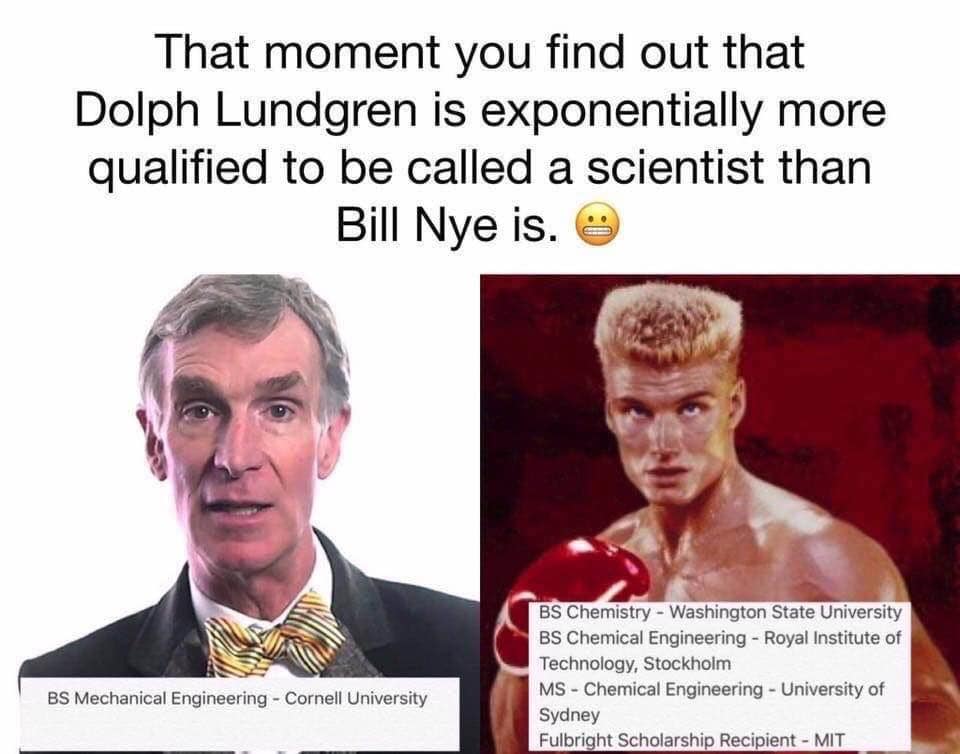 That moment you find out that
Dolph Lundgren is exponentially more
qualified to be called a scientist than
Bill Nye is. 😬
BS Mechanical Engineering - Cornell University
BS Chemistry - Washington State University
BS Chemical Engineering - Royal Institute of
Technology, Stockholm
MS - Chemical Engineering - University of
Sydney
Fulbright Scholarship Recipient - MIT